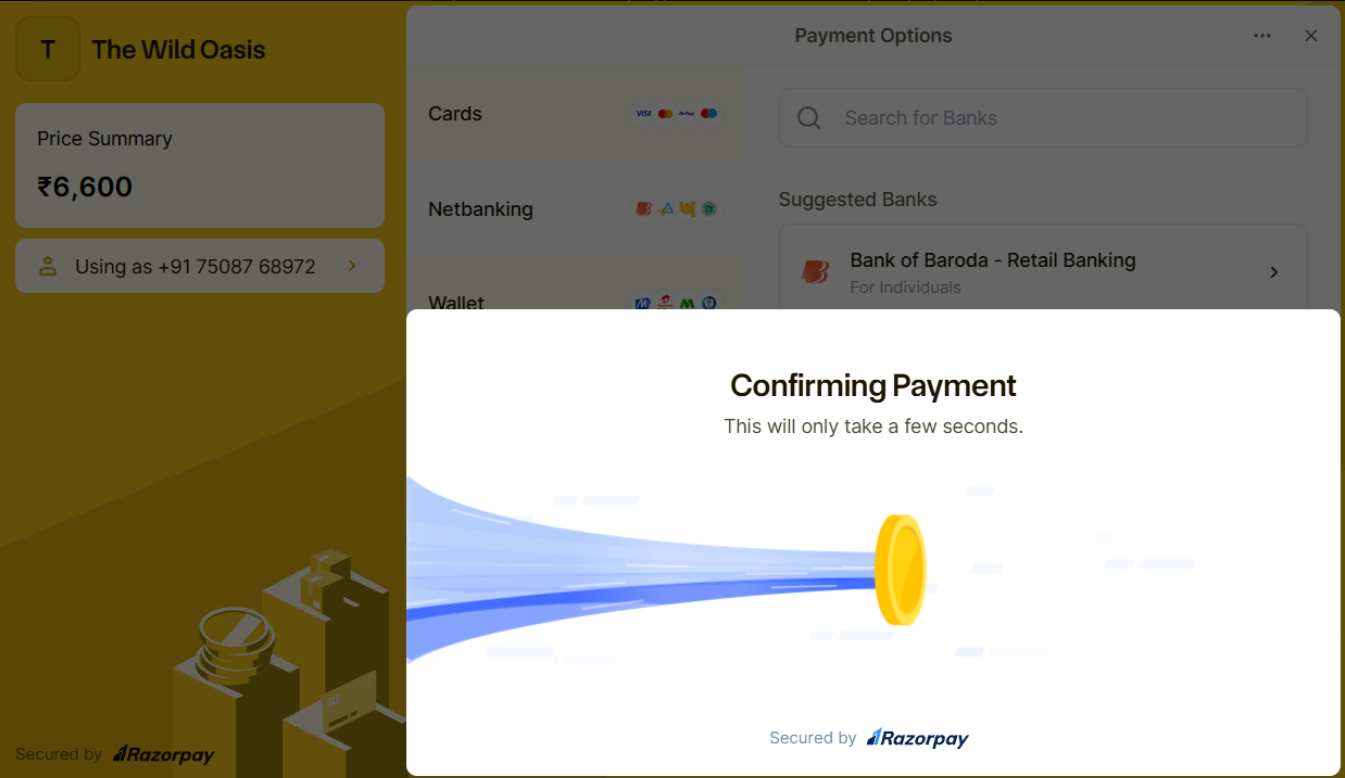 T
The Wild Oasis
Price Summary
₹6,600
Using as +91 75087 68972
Secured by Razorpay
Payment Options
Cards
VISA
Netbanking
Wallet
Search for Banks
Suggested Banks
Bank of Baroda - Retail Banking
For Individuals
Confirming Payment
This will only take a few seconds.
Secured by Razorpay